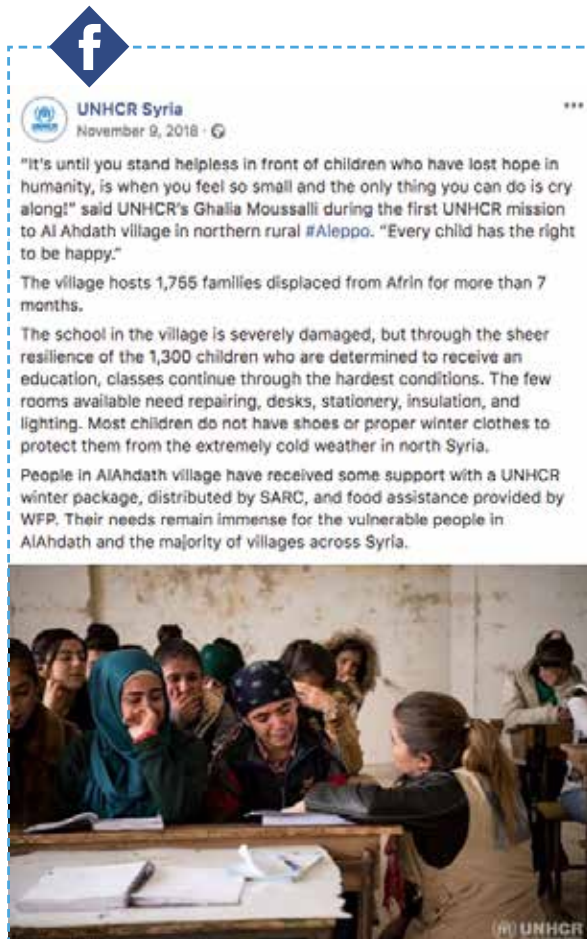 f
UNHCR Syria
November 9, 2018 ·
"It's until you stand helpless in front of children who have lost hope in
humanity, is when you feel so small and the only thing you can do is cry
along!" said UNHCR's Ghalia Moussalli during the first UNHCR mission
to Al Ahdath village in northern rural #Aleppo. "Every child has the right
to be happy."
The village hosts 1,755 families displaced from Afrin for more than 7
months.
The school in the village is severely damaged, but through the sheer
resilience of the 1,300 children who are determined to receive an
education, classes continue through the hardest conditions. The few
rooms available need repairing, desks, stationery, insulation, and
lighting. Most children do not have shoes or proper winter clothes to
protect them from the extremely cold weather in north Syria.
People in AlAhdath village have received some support with a UNHCR
winter package, distributed by SARC, and food assistance provided by
WFP. Their needs remain immense for the vulnerable people in
AlAhdath and the majority of villages across Syria.
UNHCR